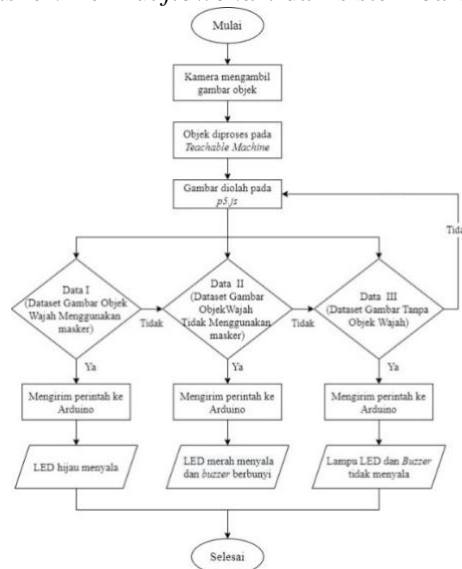 Mulai
Kamera mengambil
gambar objek
Objek diproses pada
Teachable Machine
Gambar diolah pada
p5.js
Data I
(Dataset Gambar Objek
Wajah Menggunakan
masker)
Tidak
Data II
(Dataset Gambar
ObjekWajah
Tidak Menggunakan
masker)
Tidak
Data III
(Dataset Gambar Tanpa
Objek Wajah)
Ya
Ya
Ya
Mengirim perintah ke
Arduino
Mengirim perintah ke
Arduino
Mengirim perintah ke
Arduino
LED hijau menyala
LED merah menyala
dan buzzer berbunyi
Lampu LED dan Buzzer
tidak menyala
Selesai